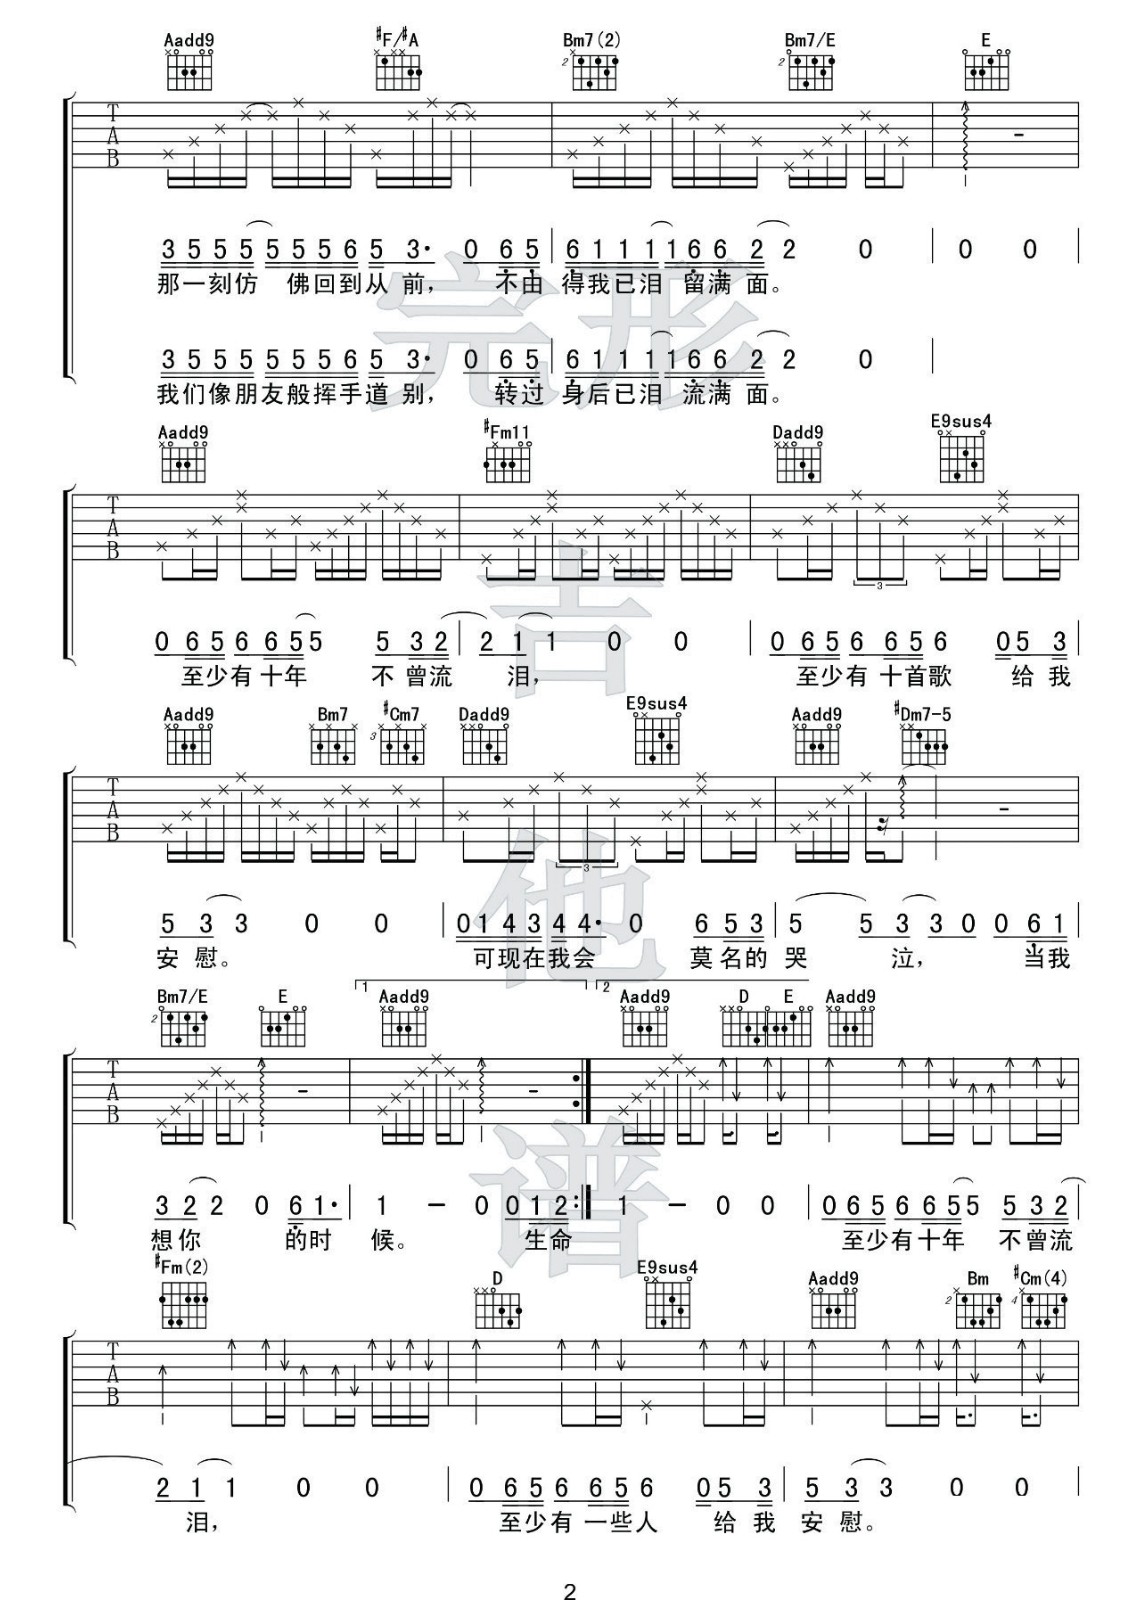 Aadd9 #F/#A Bm7(2) Bm7/E E
3 5 5 5 5 5 5 5 6 5 3· 0 6 5 6 1 1 1 1 6 6 2 2 0 0 0
那一刻仿 佛回到从 前， 不由 得我已泪 留满 面。
3 5 5 5 5 5 5 5 6 5 3· 0 6 5 6 1 1 1 1 6 6 2 2 0
我们像朋友般挥手道 别， 转过 身后已泪 流满 面。
Aadd9 #Fm11 Dadd9 E9sus4
0 6 5 6 6 5 5 5 3 2 2 1 1 0 0 0 6 5 6 6 5 6 0 5 3
至少有十年 不曾流 泪， 至少有十首歌 给我
Aadd9 Bm7 #Cm7 Dadd9 E9sus4 Aadd9 #Dm7-5
5 3 3 0 0 0 1 4 3 4 4· 0 6 5 3 5 5 3 3 0 0 6 1
安慰。 可现在我会 莫名的 哭 泣， 当我
Bm7/E E 1 Aadd9 2 Aadd9 D E Aadd9
3 2 2 0 6 1· 1 - 0 0 1 2 1 - 0 0 0 6 5 6 6 5 5 5 3 2
想你 的时 候。 生命 至少有十年 不曾流
#Fm(2) D E9sus4 Aadd9 Bm #Cm(4)
2 1 1 0 0 0 6 5 6 6 5 6 0 5 3 5 3 3 0 0
泪， 至少有一些人 给我 安慰。
完形吉他谱
2